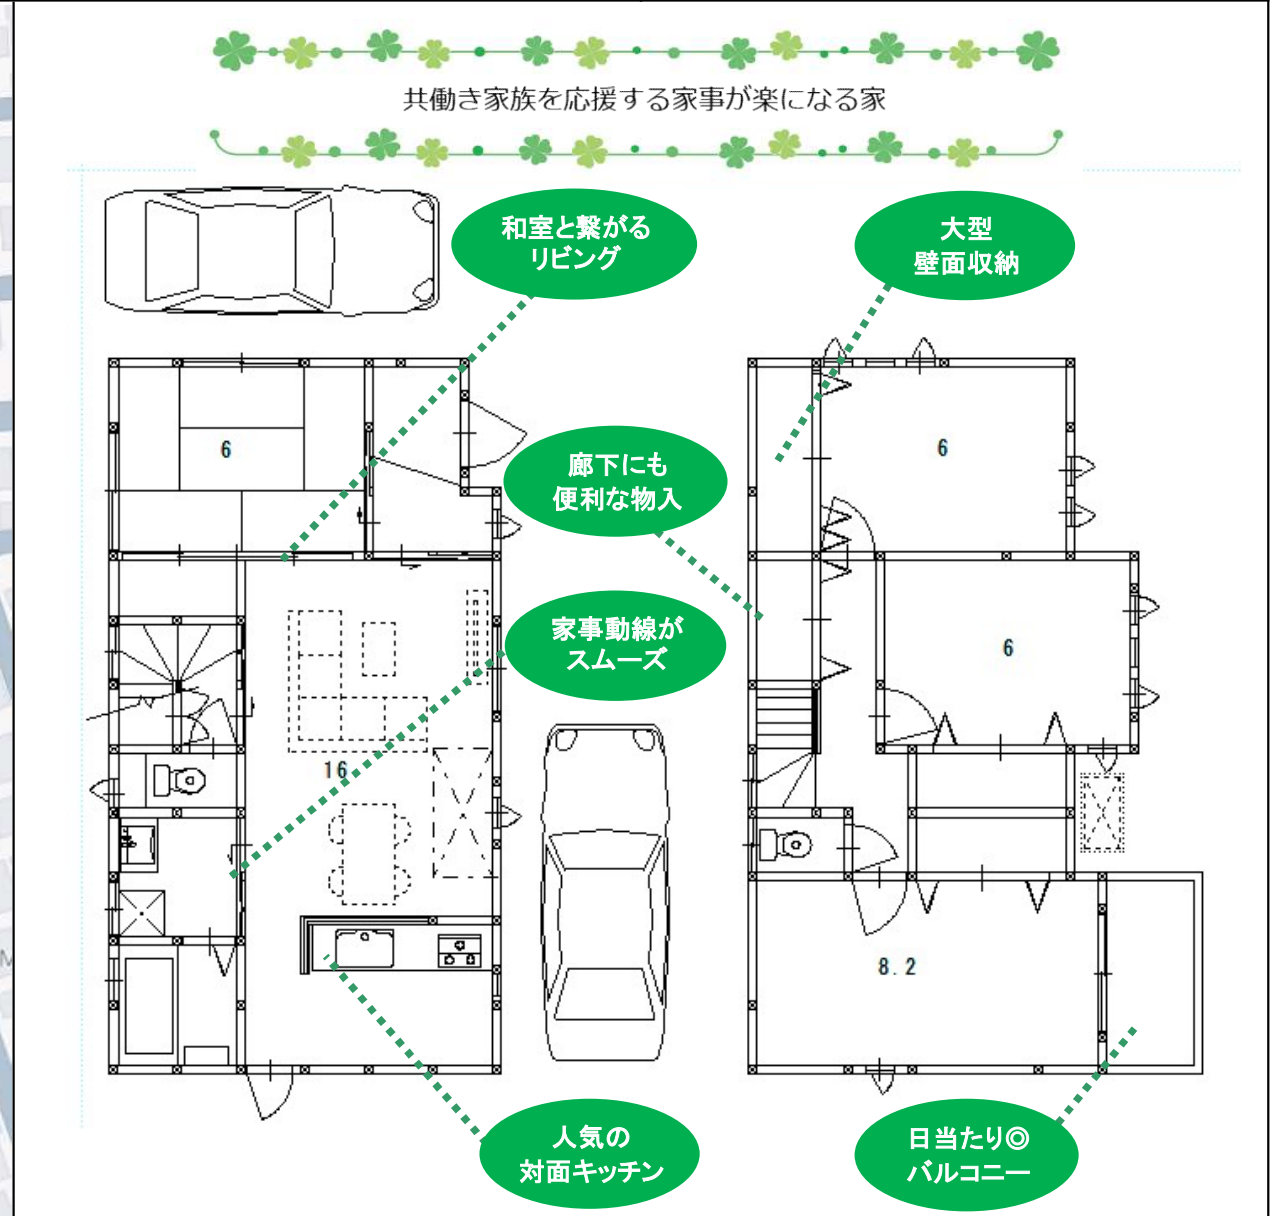 共働き家族を応援する家事が楽になる家
和室と繋がる
リビング
大型
壁面収納
6
6
廊下にも
便利な物入
家事動線が
スムーズ
6
16
8.2
人気の
対面キッチン
日当たり◎
バルコニー